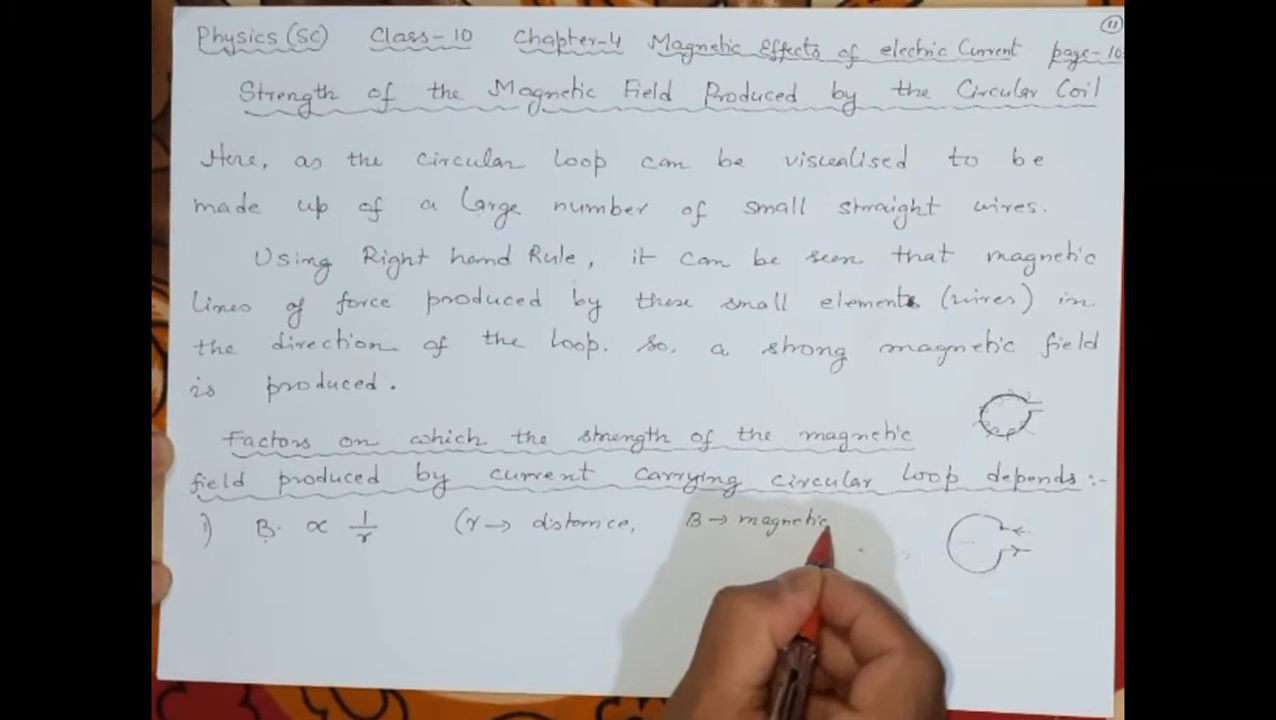 11
Physics (SC) Class-10 Chapter-4 Magnetic Effects of electric Current page-10
Strength of the Magnetic Field Produced by the Circular Coil
Here, as the circular loop can be viscualised to be
made up of a large number of small straight wires.
Using Right hand Rule, it can be seen that magnetic
lines of force produced by these small elements (wires) in
the direction of the loop. So, a strong magnetic field
is produced.
Factors on which the strength of the magnetic
field produced by current carrying circular loop depends :-
i) B ∝ 1/r (r → distance, B → magnetic